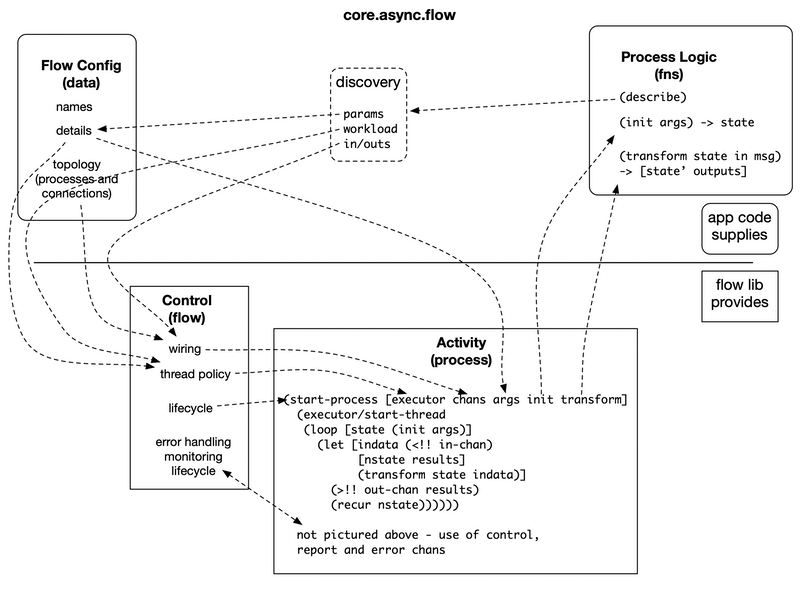 core.async.flow
Flow Config
(data)
names
details
topology
(processes and
connections)
discovery
params
workload
in/outs
Process Logic
(fns)
(describe)
(init args) -> state
(transform state in msg)
-> [state’ outputs]
app code
supplies
flow lib
provides
Control
(flow)
wiring
thread policy
lifecycle
error handling
monitoring
lifecycle
Activity
(process)
(start-process [executor chans args init transform]
(executor/start-thread
(loop [state (init args)]
(let [indata (<!! in-chan)
[nstate results]
(transform state indata)]
(>!! out-chan results)
(recur nstate))))))
not pictured above - use of control,
report and error chans